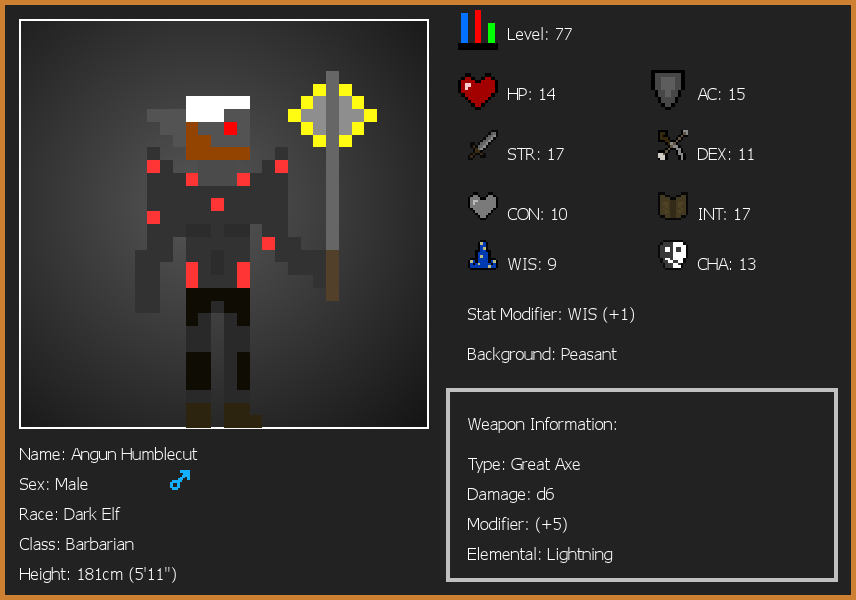 Level: 77
HP: 14
AC: 15
STR: 17
DEX: 11
CON: 10
INT: 17
WIS: 9
CHA: 13
Stat Modifier: WIS (+1)
Background: Peasant
Weapon Information:
Type: Great Axe
Damage: d6
Modifier: (+5)
Elemental: Lightning
Name: Angun Humblecut
Sex: Male
Race: Dark Elf
Class: Barbarian
Height: 181cm (5'11")